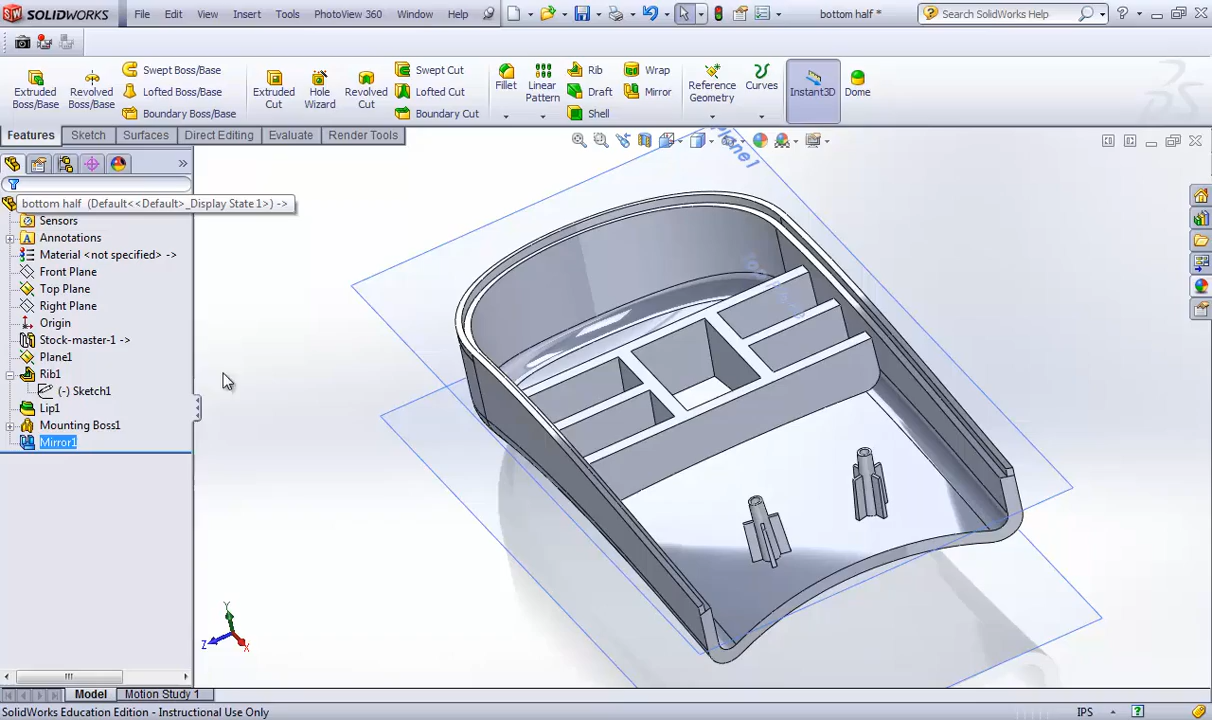 SOLIDWORKS File Edit View Insert Tools PhotoView 360 Window Help bottom half * Search SolidWorks Help
Extruded Boss/Base
Revolved Boss/Base
Swept Boss/Base
Lofted Boss/Base
Boundary Boss/Base
Extruded Cut
Hole Wizard
Revolved Cut
Swept Cut
Lofted Cut
Boundary Cut
Fillet
Linear Pattern
Rib
Draft
Shell
Wrap
Mirror
Reference Geometry
Curves
Instant3D
Dome
Features Sketch Surfaces Direct Editing Evaluate Render Tools
bottom half (Default<<Default>_Display State 1>) ->
Sensors
Annotations
Material <not specified> ->
Front Plane
Top Plane
Right Plane
Origin
Stock-master-1 ->
Plane1
Rib1
(-) Sketch1
Lip1
Mounting Boss1
Mirror1
Plane1
Y
Z
X
Model Motion Study 1
SolidWorks Education Edition - Instructional Use Only IPS